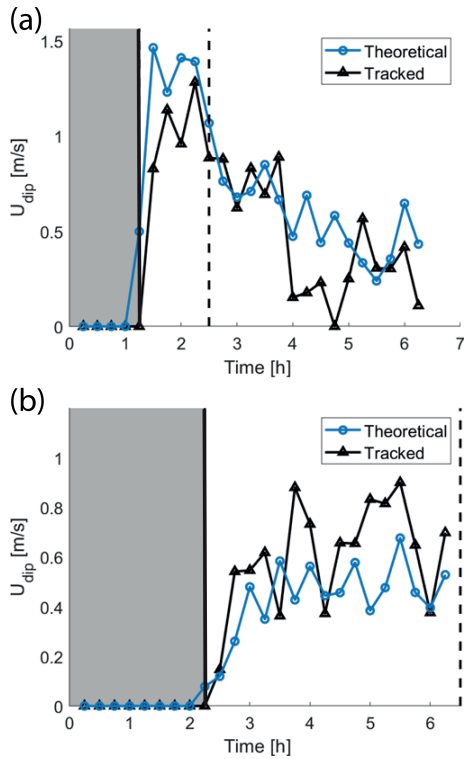 (a)
1.5
1
0.5
0
U_dip [m/s]
Theoretical
Tracked
0 1 2 3 4 5 6 7
Time [h]
(b)
1
0.8
0.6
0.4
0.2
0
U_dip [m/s]
Theoretical
Tracked
0 1 2 3 4 5 6
Time [h]